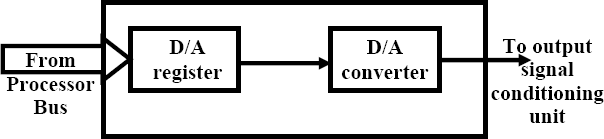 From
Processor
Bus
D/A
register
D/A
converter
To output
signal
conditioning
unit